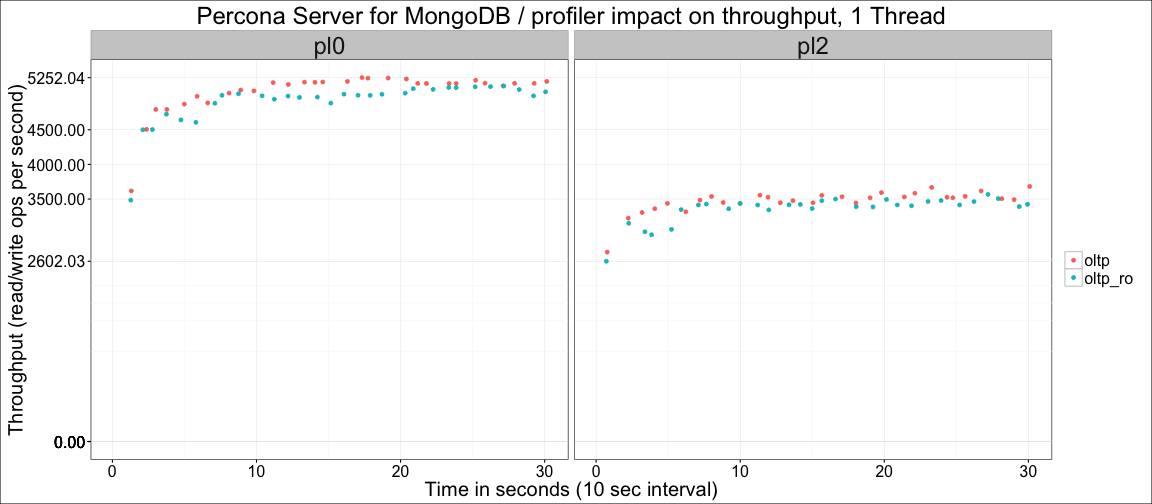 Percona Server for MongoDB / profiler impact on throughput, 1 Thread
pl0
pl2
Throughput (read/write ops per second)
5252.04
4500.00
4000.00
3500.00
2602.03
0.00
0 10 20 30
0 10 20 30
Time in seconds (10 sec interval)
oltp
oltp_ro